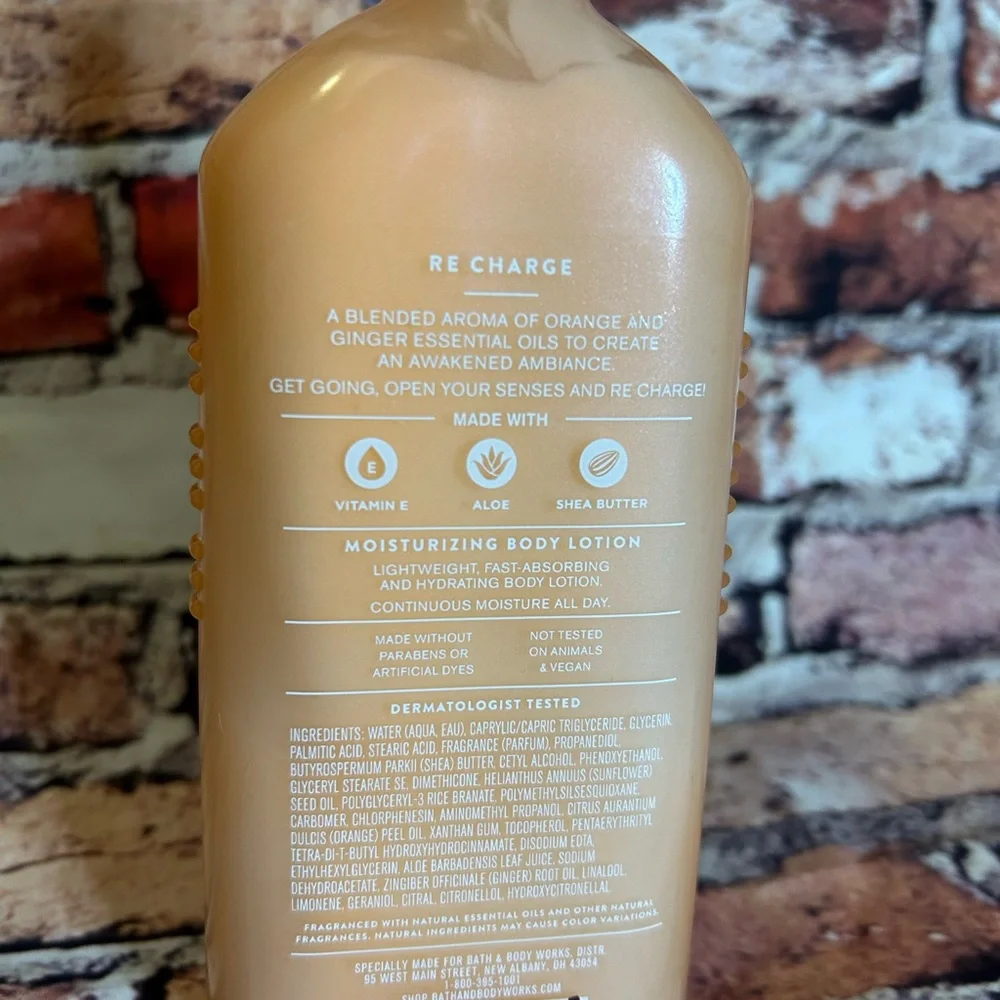 RE CHARGE
A BLENDED AROMA OF ORANGE AND
GINGER ESSENTIAL OILS TO CREATE
AN AWAKENED AMBIANCE.
GET GOING, OPEN YOUR SENSES AND RE CHARGE!
MADE WITH
E
VITAMIN E ALOE SHEA BUTTER
MOISTURIZING BODY LOTION
LIGHTWEIGHT, FAST-ABSORBING
AND HYDRATING BODY LOTION.
CONTINUOUS MOISTURE ALL DAY.
MADE WITHOUT
PARABENS OR
ARTIFICIAL DYES
NOT TESTED
ON ANIMALS
& VEGAN
DERMATOLOGIST TESTED
INGREDIENTS: WATER (AQUA, EAU), CAPRYLIC/CAPRIC TRIGLYCERIDE, GLYCERIN,
PALMITIC ACID, STEARIC ACID, FRAGRANCE (PARFUM), PROPANEDIOL,
BUTYROSPERMUM PARKII (SHEA) BUTTER, CETYL ALCOHOL, PHENOXYETHANOL,
GLYCERYL STEARATE SE, DIMETHICONE, HELIANTHUS ANNUUS (SUNFLOWER)
SEED OIL, POLYGLYCERYL-3 RICE BRANATE, POLYMETHYLSILSESQUIOXANE,
CARBOMER, CHLORPHENESIN, AMINOMETHYL PROPANOL, CITRUS AURANTIUM
DULCIS (ORANGE) PEEL OIL, XANTHAN GUM, TOCOPHEROL, PENTAERYTHRITYL
TETRA-DI-T-BUTYL HYDROXYHYDROCINNAMATE, DISODIUM EDTA,
ETHYLHEXYLGLYCERIN, ALOE BARBADENSIS LEAF JUICE, SODIUM
DEHYDROACETATE, ZINGIBER OFFICINALE (GINGER) ROOT OIL, LINALOOL,
LIMONENE, GERANIOL, CITRAL, CITRONELLOL, HYDROXYCITRONELLAL
FRAGRANCED WITH NATURAL ESSENTIAL OILS AND OTHER NATURAL
FRAGRANCES. NATURAL INGREDIENTS MAY CAUSE COLOR VARIATIONS.
SPECIALLY MADE FOR BATH & BODY WORKS, DISTR.
95 WEST MAIN STREET, NEW ALBANY, OH 43054
1-800-395-1001
SHOP BATHANDBODYWORKS.COM